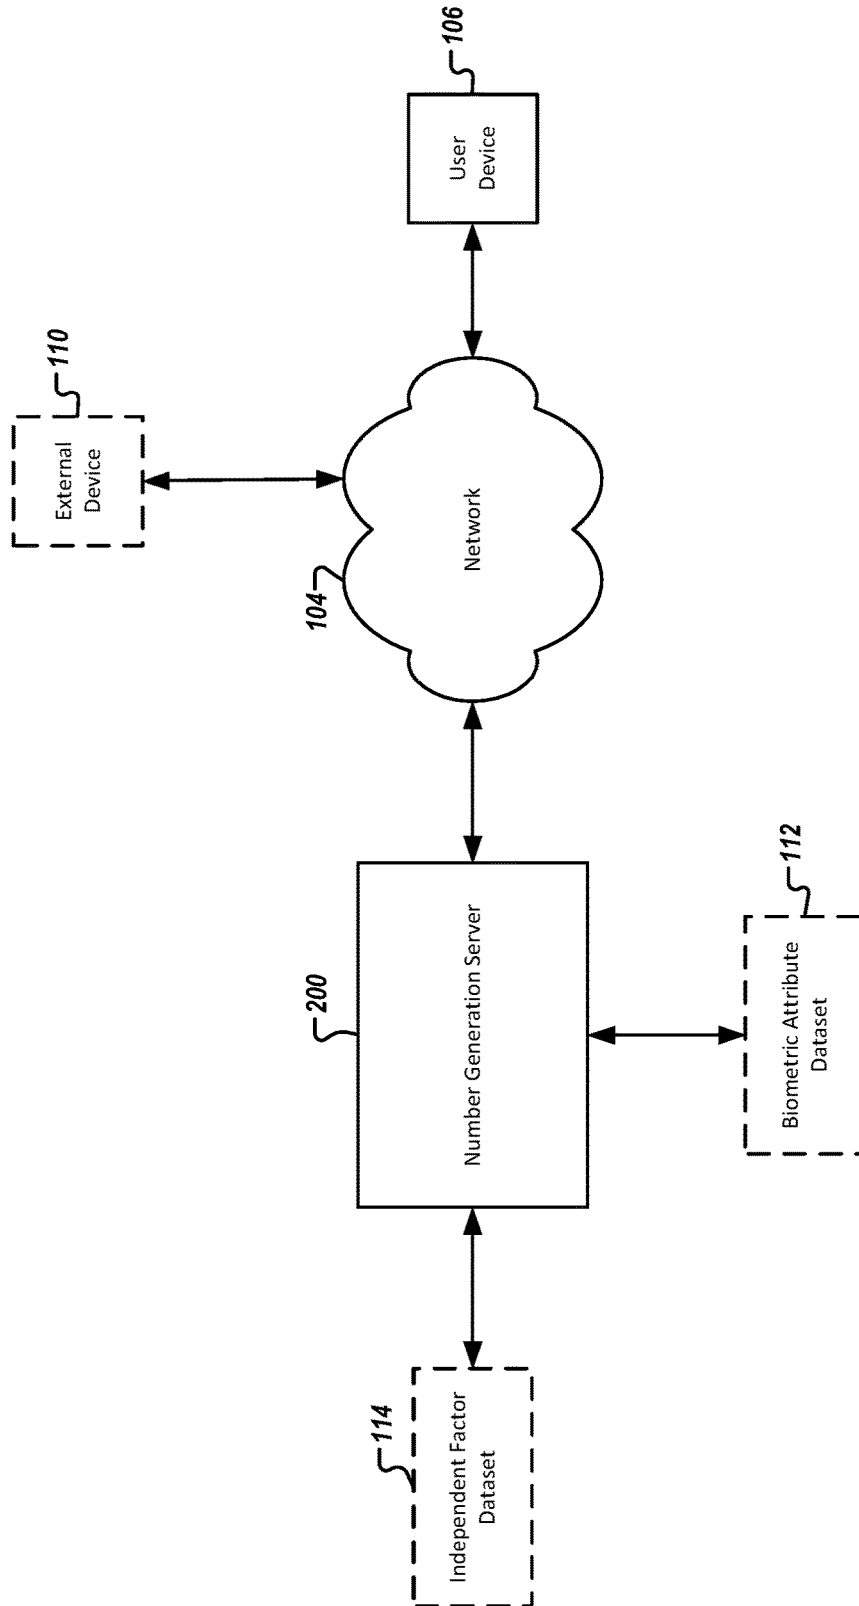 114
Independent Factor
Dataset
200
Number Generation Server
112
Biometric Attribute
Dataset
104
Network
110
External
Device
106
User
Device